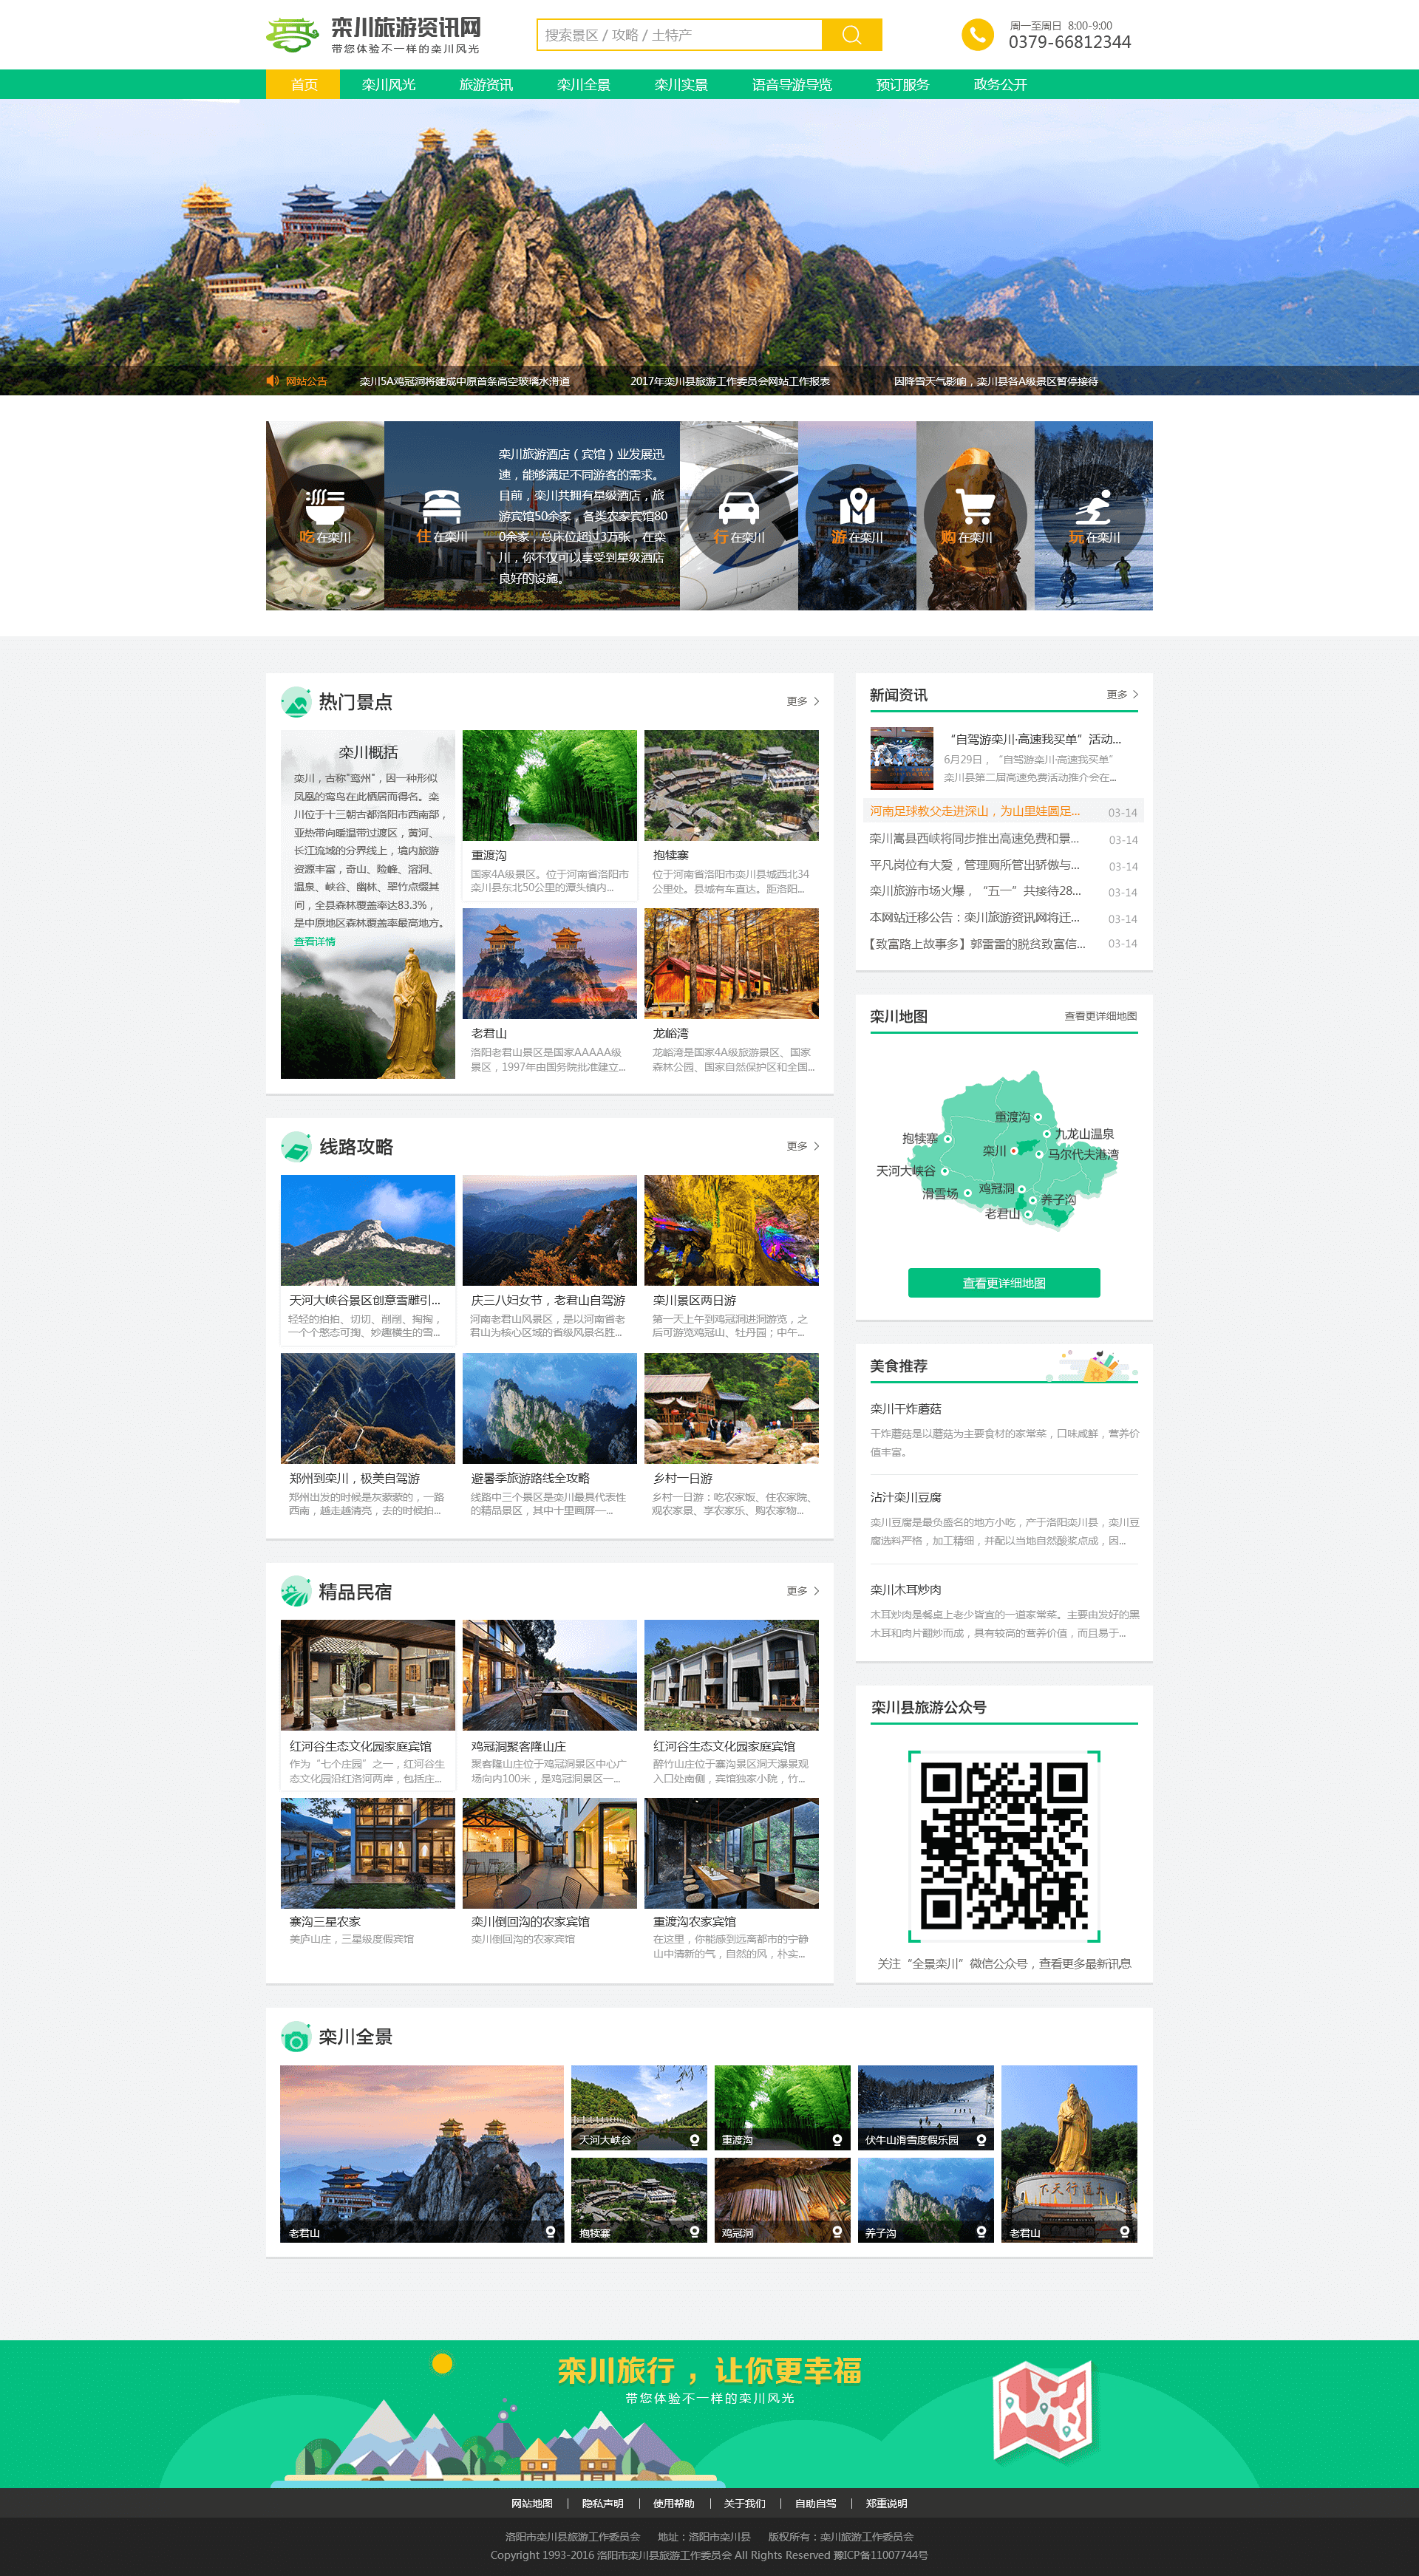 栾川旅游资讯网
带您体验不一样的栾川风光
搜索景区 / 攻略 / 土特产
周一至周日 8:00-9:00
0379-66812344
首页 栾川风光 旅游资讯 栾川全景 栾川实景 语音导游导览 预订服务 政务公开
网站公告 栾川5A鸡冠洞将建成中原首条高空玻璃水滑道 2017年栾川县旅游工作委员会网站工作报表 因降雪天气影响，栾川县各A级景区暂停接待
吃在栾川
住在栾川
栾川旅游酒店（宾馆）业发展迅
速，能够满足不同游客的需求。
目前，栾川共拥有星级酒店，旅
游宾馆50余家，各类农家宾馆80
0余家，总床位超过3万张，在栾
川，你不仅可以享受到星级酒店
良好的设施。
行在栾川
游在栾川
购在栾川
玩在栾川
热门景点
更多
栾川概括
栾川，古称"鸾州"，因一种形似
凤凰的鸾鸟在此栖居而得名。栾
川位于十三朝古都洛阳市西南部，
亚热带向暖温带过渡区，黄河、
长江流域的分界线上，境内旅游
资源丰富，奇山、险峰、溶洞、
温泉、峡谷、幽林、翠竹点缀其
间，全县森林覆盖率达83.3%，
是中原地区森林覆盖率最高地方。
查看详情
重渡沟
国家4A级景区。位于河南省洛阳市
栾川县东北50公里的潭头镇内...
抱犊寨
位于河南省洛阳市栾川县城西北34
公里处。县城有车直达。距洛阳...
老君山
洛阳老君山景区是国家AAAAA级
景区，1997年由国务院批准建立...
龙峪湾
龙峪湾是国家4A级旅游景区、国家
森林公园、国家自然保护区和全国...
新闻资讯
更多
“自驾游栾川·高速我买单”活动...
6月29日，“自驾游栾川·高速我买单”
栾川县第二届高速免费活动推介会在...
河南足球教父走进深山，为山里娃圆足... 03-14
栾川嵩县西峡将同步推出高速免费和景... 03-14
平凡岗位有大爱，管理厕所管出骄傲与... 03-14
栾川旅游市场火爆，“五一”共接待28... 03-14
本网站迁移公告：栾川旅游资讯网将迁... 03-14
【致富路上故事多】郭雷雷的脱贫致富信... 03-14
栾川地图
查看更详细地图
重渡沟
九龙山温泉
抱犊寨
栾川
马尔代夫港湾
天河大峡谷
鸡冠洞
滑雪场
养子沟
老君山
查看更详细地图
线路攻略
更多
天河大峡谷景区创意雪雕引...
轻轻的拍拍、切切、削削、掏掏，
一个个憨态可掬、妙趣横生的雪...
庆三八妇女节，老君山自驾游
河南老君山风景区，是以河南省老
君山为核心区域的省级风景名胜...
栾川景区两日游
第一天上午到鸡冠洞进洞游览，之
后可游览鸡冠山、牡丹园；中午...
郑州到栾川，极美自驾游
郑州出发的时候是灰蒙蒙的，一路
西南，越走越清亮，去的时候拍...
避暑季旅游路线全攻略
线路中三个景区是栾川最具代表性
的精品景区，其中十里画屏—...
乡村一日游
乡村一日游：吃农家饭、住农家院、
观农家景、享农家乐、购农家物...
美食推荐
栾川干炸蘑菇
干炸蘑菇是以蘑菇为主要食材的家常菜，口味咸鲜，营养价
值丰富。
沾汁栾川豆腐
栾川豆腐是最负盛名的地方小吃，产于洛阳栾川县，栾川豆
腐选料严格，加工精细，并配以当地自然酸浆点成，因...
栾川木耳炒肉
木耳炒肉是餐桌上老少皆宜的一道家常菜。主要由发好的黑
木耳和肉片翻炒而成，具有较高的营养价值，而且易于...
精品民宿
更多
红河谷生态文化园家庭宾馆
作为“七个庄园”之一，红河谷生
态文化园沿红洛河两岸，包括庄...
鸡冠洞聚客隆山庄
聚客隆山庄位于鸡冠洞景区中心广
场向内100米，是鸡冠洞景区一...
红河谷生态文化园家庭宾馆
醉竹山庄位于寨沟景区洞天瀑景观
入口处南侧，宾馆独家小院，竹...
寨沟三星农家
美庐山庄，三星级度假宾馆
栾川倒回沟的农家宾馆
栾川倒回沟的农家宾馆
重渡沟农家宾馆
在这里，你能感到远离都市的宁静
山中清新的气，自然的风，朴实...
栾川县旅游公众号
关注“全景栾川”微信公众号，查看更多最新讯息
栾川全景
老君山
天河大峡谷
重渡沟
伏牛山滑雪度假乐园
抱犊寨
鸡冠洞
养子沟
下天行道大
老君山
栾川旅行，让你更幸福
带您体验不一样的栾川风光
网站地图 | 隐私声明 | 使用帮助 | 关于我们 | 自助自驾 | 郑重说明
洛阳市栾川县旅游工作委员会 地址：洛阳市栾川县 版权所有：栾川旅游工作委员会
Copyright 1993-2016 洛阳市栾川县旅游工作委员会 All Rights Reserved 豫ICP备11007744号